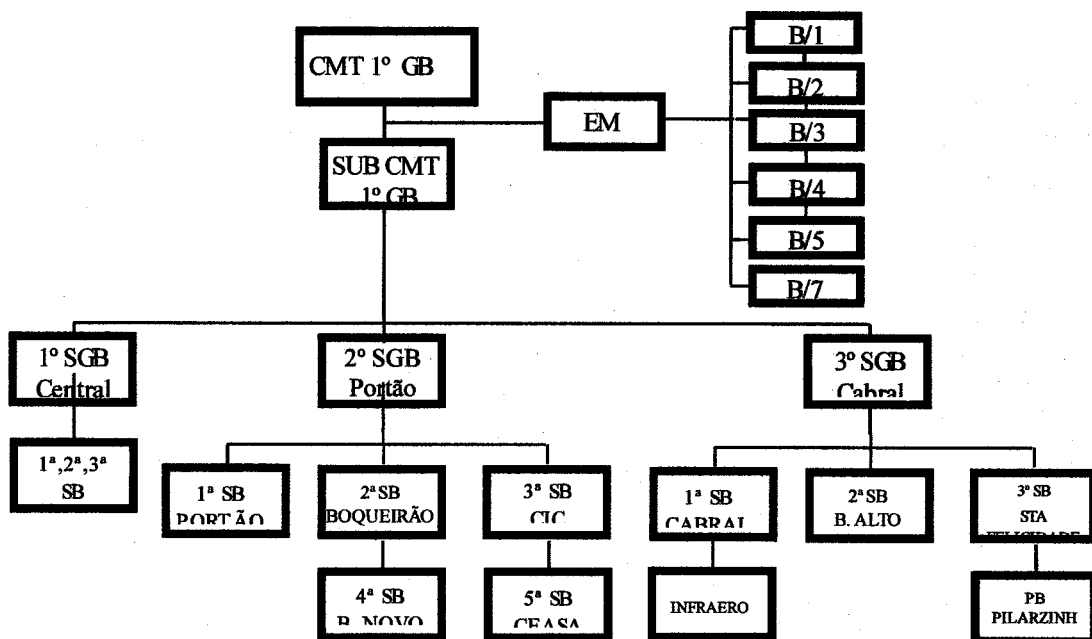 CMT 1º GB
B/1
B/2
EM
B/3
SUB CMT
1º GB
B/4
B/5
B/7
1º SGB
Central
2º SGB
Portão
3º SGB
Cabral
1ª,2ª,3ª
SB
1ª SB
PORTÃO
2ª SB
BOQUEIRÃO
3ª SB
CIC
1ª SB
CABRAL
2ª SB
B. ALTO
3ª SB
STA
FELICIDADE
4ª SB
B. NOVO
5ª SB
CEASA
INFRAERO
PB
PILARZINH